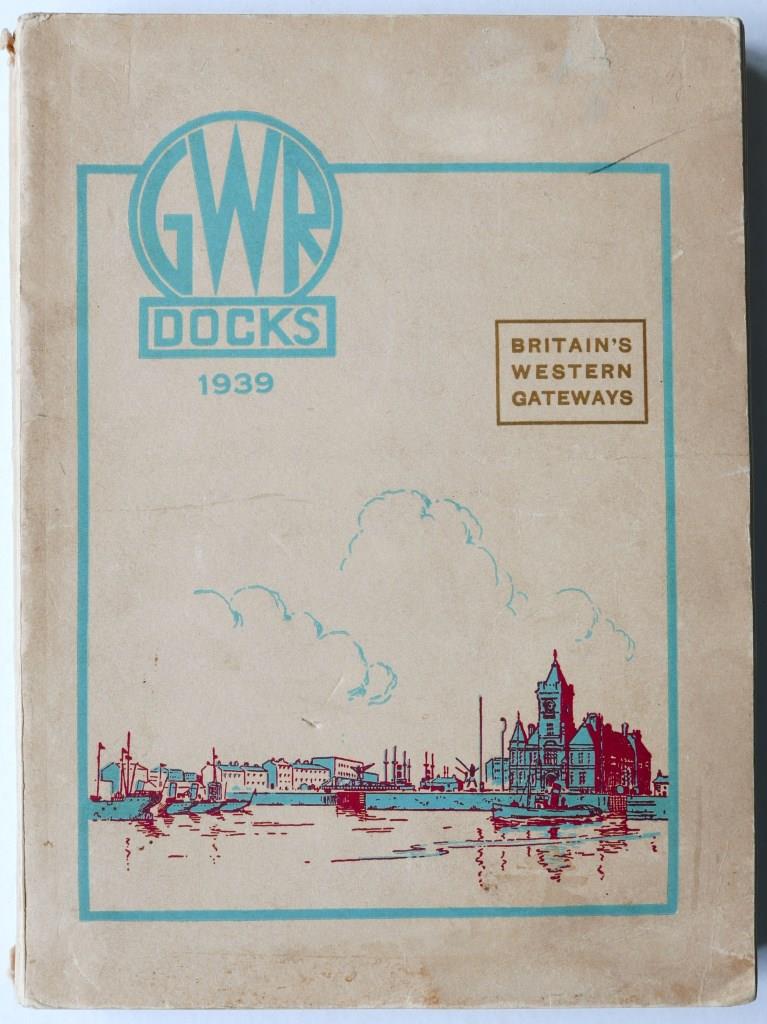 GWR
DOCKS
1939
BRITAIN'S
WESTERN
GATEWAYS